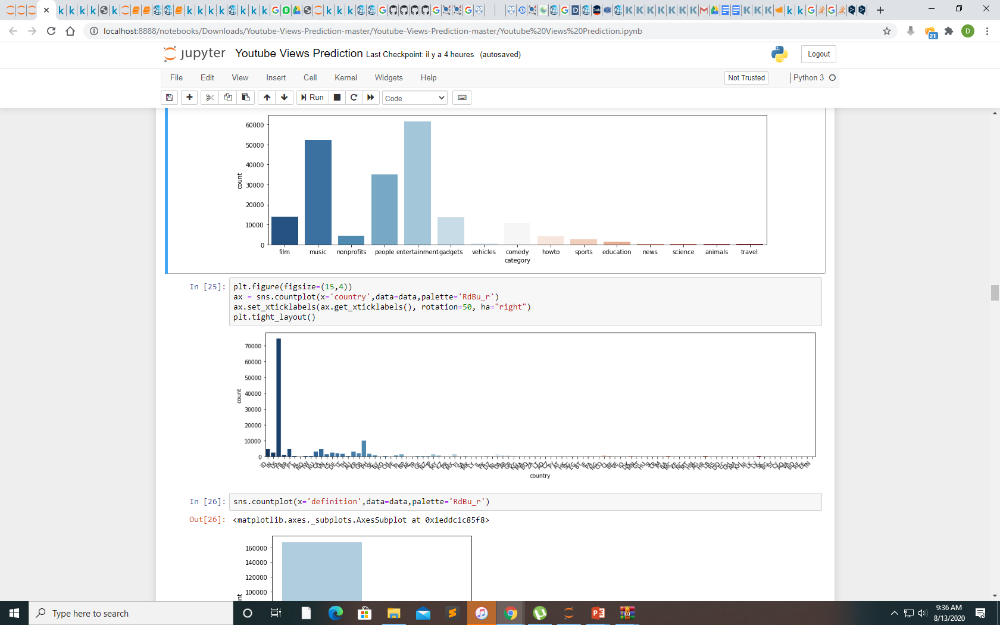 localhost:8888/notebooks/Downloads/Youtube-Views-Prediction-master/Youtube-Views-Prediction-master/Youtube%20Views%20Prediction.ipynb
21
D
jupyter Youtube Views Prediction Last Checkpoint: il y a 4 heures (autosaved)
Logout
File Edit View Insert Cell Kernel Widgets Help
Not Trusted
Python 3
Run
Code
60000
50000
40000
30000
20000
10000
0
count
film music nonprofits people entertainment gadgets vehicles comedy howto sports education news science animals travel
category
In [25]:
plt.figure(figsize=(15,4))
ax = sns.countplot(x='country',data=data,palette='RdBu_r')
ax.set_xticklabels(ax.get_xticklabels(), rotation=50, ha="right")
plt.tight_layout()
70000
60000
50000
40000
30000
20000
10000
0
count
country
In [26]:
sns.countplot(x='definition',data=data,palette='RdBu_r')
Out[26]:
<matplotlib.axes._subplots.AxesSubplot at 0x1eddc1c85f8>
160000
140000
120000
100000
Type here to search
9:36 AM
8/13/2020